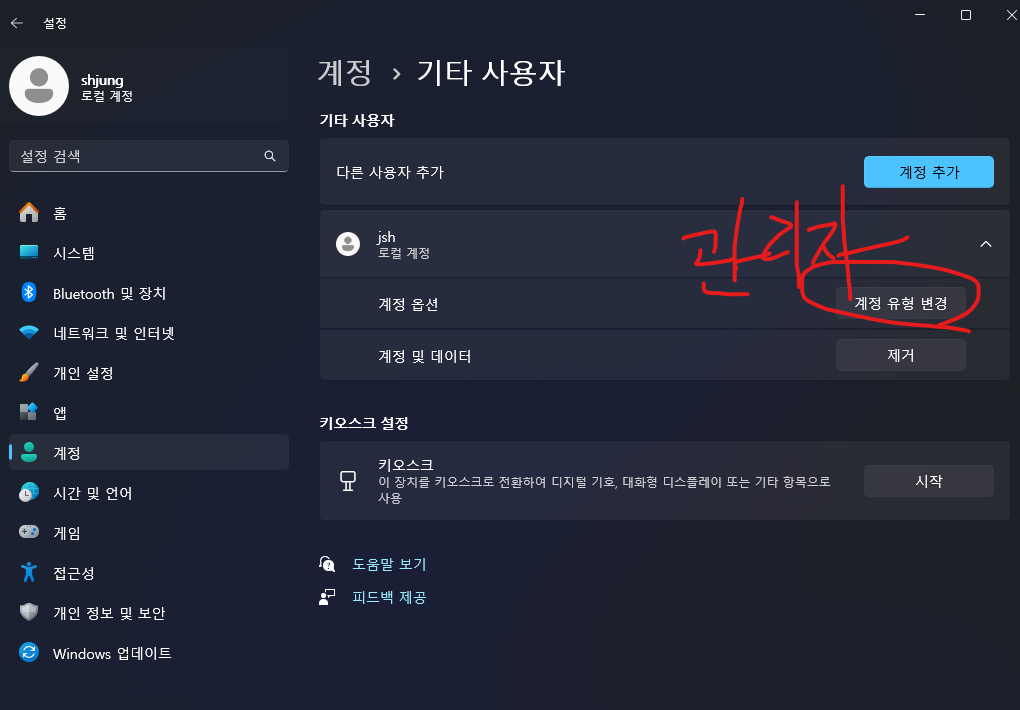 설정
shjung
로컬 계정
설정 검색
홈
시스템
Bluetooth 및 장치
네트워크 및 인터넷
개인 설정
앱
계정
시간 및 언어
게임
접근성
개인 정보 및 보안
Windows 업데이트
계정 › 기타 사용자
기타 사용자
다른 사용자 추가
계정 추가
jsh
로컬 계정
관리자
계정 옵션
계정 유형 변경
계정 및 데이터
제거
키오스크 설정
키오스크
이 장치를 키오스크로 전환하여 디지털 기호, 대화형 디스플레이 또는 기타 항목으로
사용
시작
도움말 보기
피드백 제공